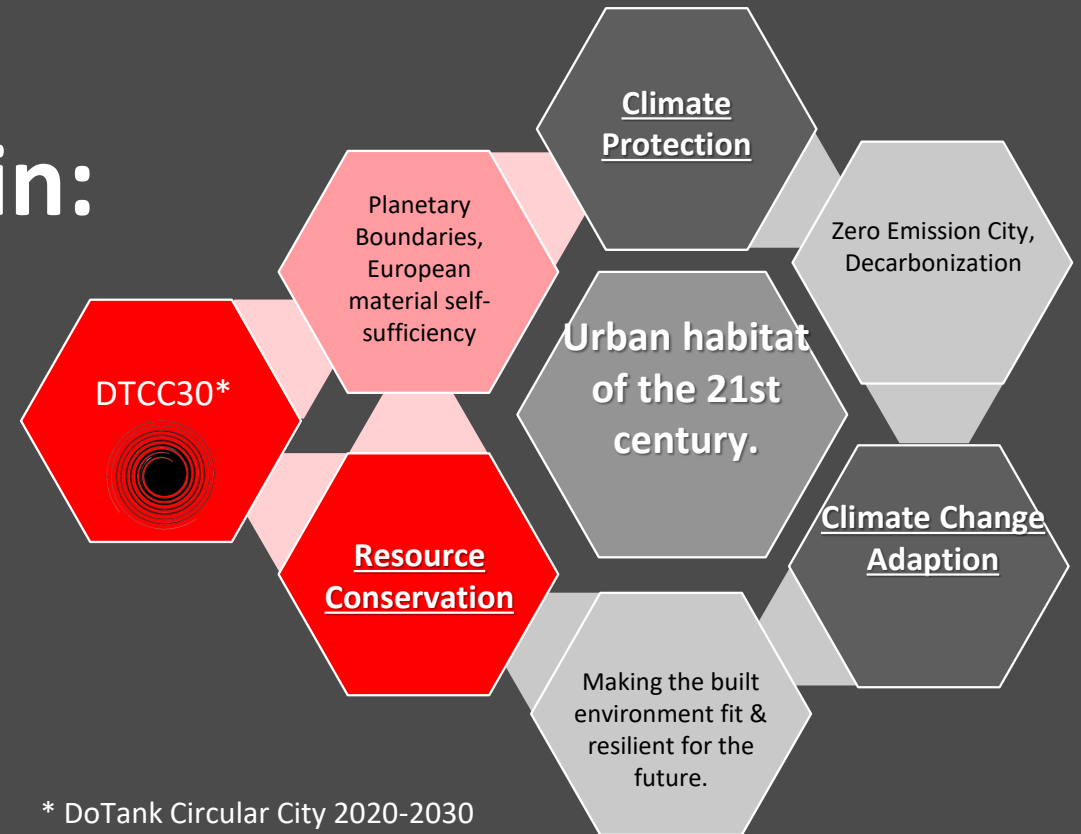 in:
Climate
Protection
Planetary
Boundaries,
European
material self-
sufficiency
Zero Emission City,
Decarbonization
DTCC30*
Urban habitat
of the 21st
century.
Resource
Conservation
Climate Change
Adaption
Making the built
environment fit &
resilient for the
future.
* DoTank Circular City 2020-2030